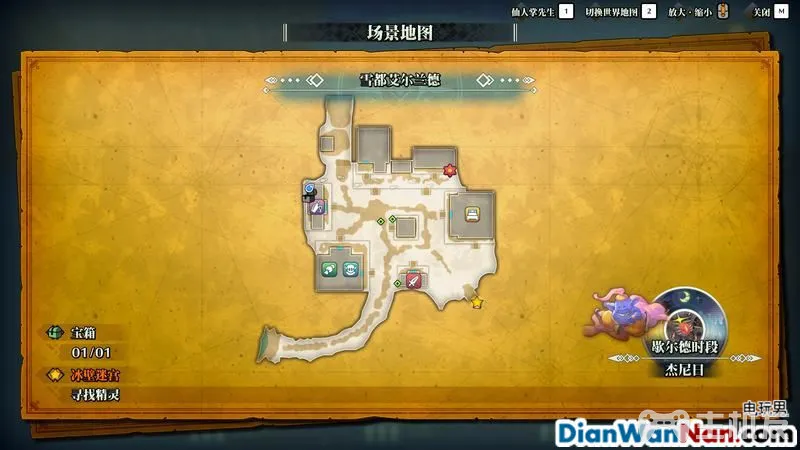 仙人掌先生 1 切换世界地图 2 放大·缩小 关闭 M
场景地图
雪都艾尔兰德
宝箱
01/01
冰壁迷宫
寻找精灵
歇尔德时段
杰尼日
电玩男
DianWanNan.com